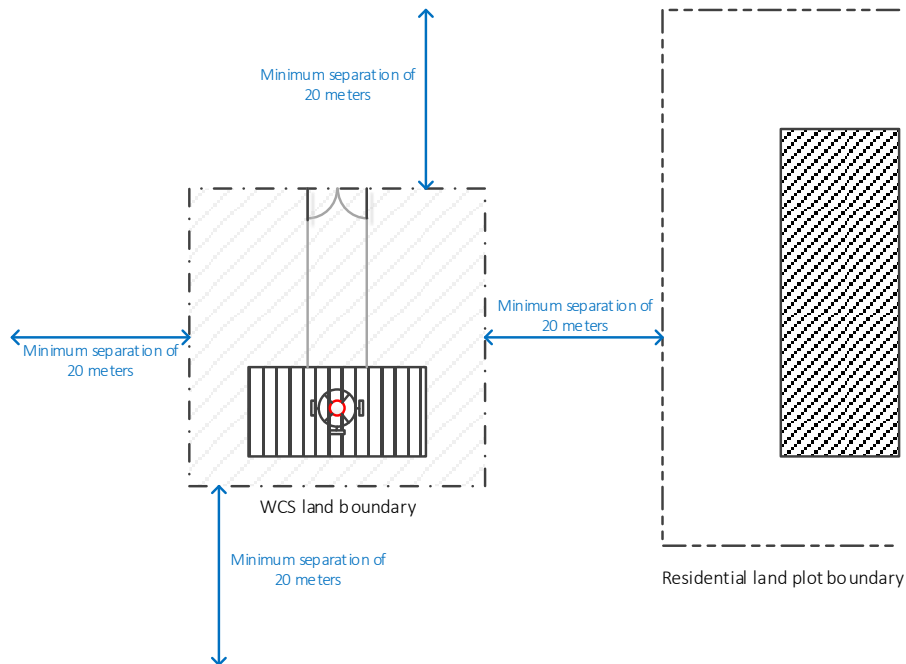 Minimum separation of
20 meters
Minimum separation of
20 meters
Minimum separation of
20 meters
WCS land boundary
Minimum separation of
20 meters
Residential land plot boundary